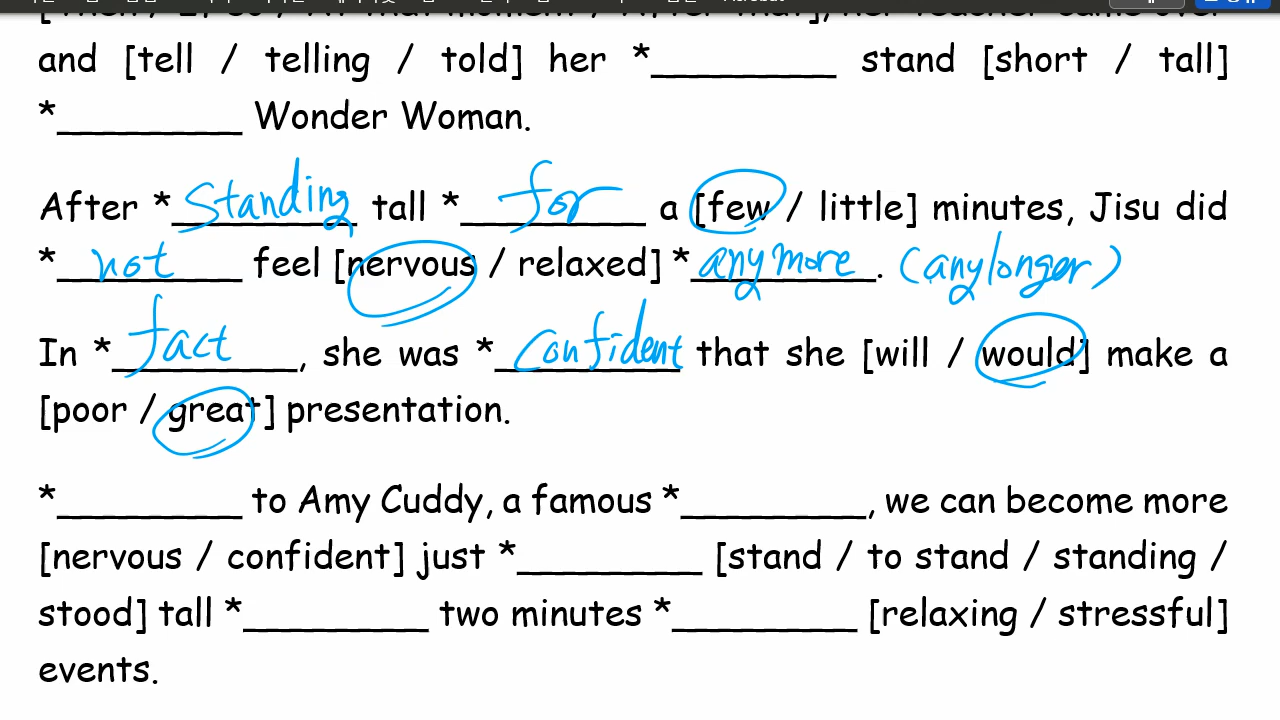 and [tell / telling / told] her *________ stand [short / tall]
*________ Wonder Woman.
After *Standing tall *for a [few / little] minutes, Jisu did
*not feel [nervous / relaxed] *anymore. (any longer)
In *fact, she was *confident that she [will / would] make a
[poor / great] presentation.
*________ to Amy Cuddy, a famous *________, we can become more
[nervous / confident] just *________ [stand / to stand / standing /
stood] tall *________ two minutes *________ [relaxing / stressful]
events.